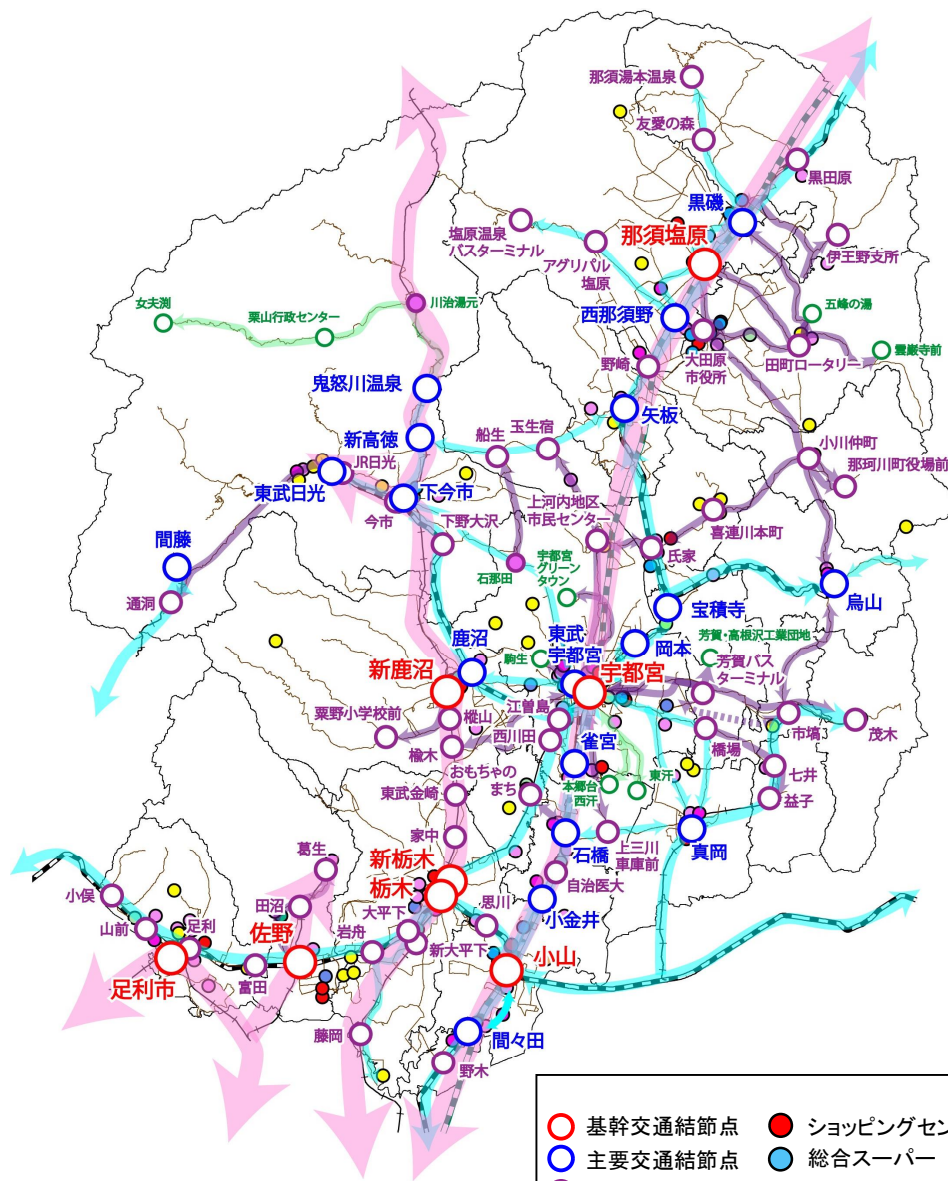 那須湯本温泉
友愛の森
黒田原
黒磯
塩原温泉
バスターミナル
アグリパル
塩原
那須塩原
伊王野支所
女夫渕
栗山行政センター
川治湯元
西那須野
五峰の湯
大田原
市役所
田町ロータリー
雲巌寺前
野崎
鬼怒川温泉
矢板
新高徳
船生
玉生宿
小川仲町
那珂川町役場前
JR日光
東武日光
今市
下今市
下野大沢
上河内地区
市民センター
喜連川本町
氏家
間藤
通洞
石那田
宇都宮
グリーン
タウン
宝積寺
烏山
鹿沼
新鹿沼
駒生
東武
宇都宮
宇都宮
岡本
芳賀・高根沢工業団地
芳賀バス
ターミナル
粟野小学校前
樅山
楡木
江曽島
西川田
雀宮
橋場
市塙
茂木
七井
益子
おもちゃの
まち
本郷台
西汗
東汗
東武金崎
家中
石橋
上三川
車庫前
真岡
新栃木
栃木
自治医大
小金井
葛生
田沼
佐野
小俣
山前
足利
足利市
富田
岩舟
大平下
新大平下
思川
小山
藤岡
間々田
野木
基幹交通結節点
ショッピングセン
主要交通結節点
総合スーパー